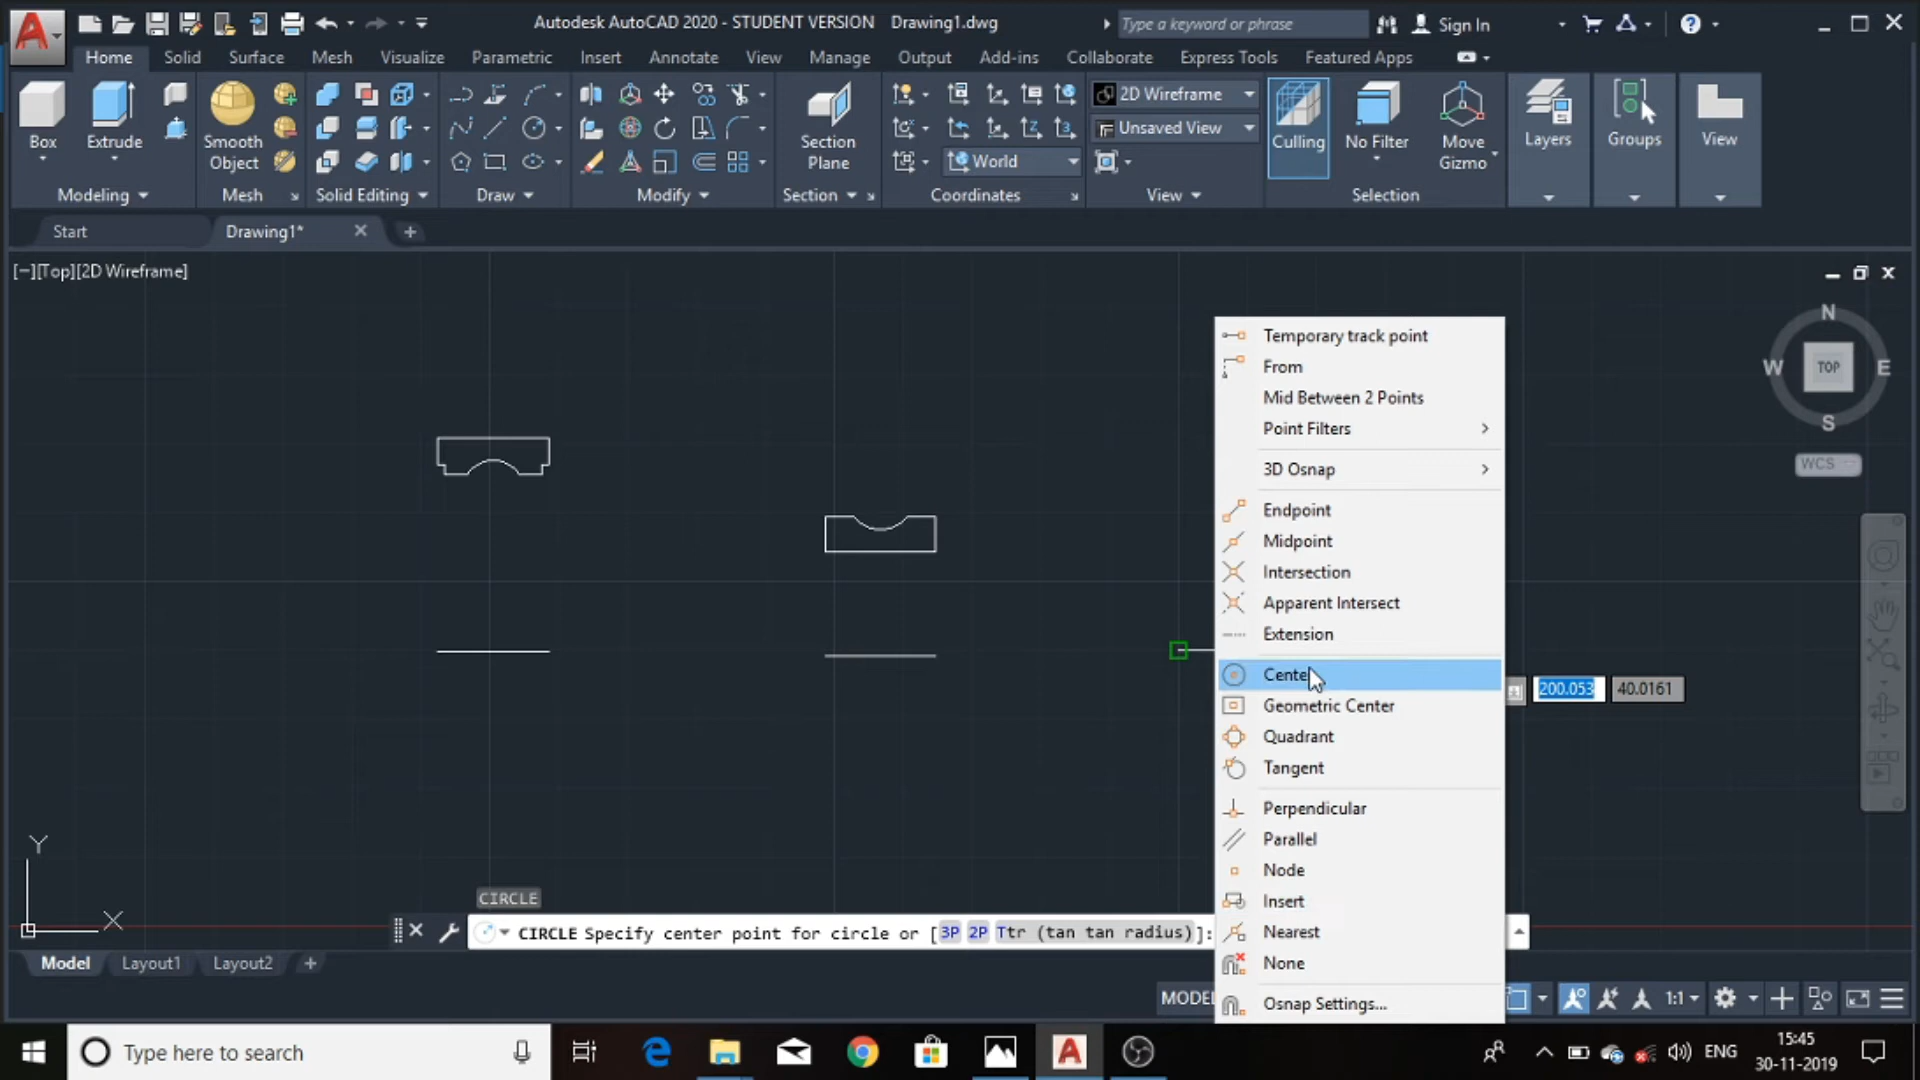 Autodesk AutoCAD 2020 - STUDENT VERSION Drawing1.dwg
Type a keyword or phrase
Sign In
Home Solid Surface Mesh Visualize Parametric Insert Annotate View Manage Output Add-ins Collaborate Express Tools Featured Apps
Box
Extrude
Smooth Object
Section Plane
World
2D Wireframe
Unsaved View
Culling
No Filter
Move Gizmo
Layers
Groups
View
Modeling
Mesh
Solid Editing
Draw
Modify
Section
Coordinates
View
Selection
Start
Drawing1*
[−][Top][2D Wireframe]
N
W TOP E
S
WCS
Temporary track point
From
Mid Between 2 Points
Point Filters
3D Osnap
Endpoint
Midpoint
Intersection
Apparent Intersect
Extension
Center
Geometric Center
Quadrant
Tangent
Perpendicular
Parallel
Node
Insert
Nearest
None
Osnap Settings...
200.053 40.0161
Y
X
CIRCLE
CIRCLE Specify center point for circle or [3P 2P Ttr (tan tan radius)]:
Model Layout1 Layout2
MODEL
1:1
Type here to search
ENG
15:45
30-11-2019